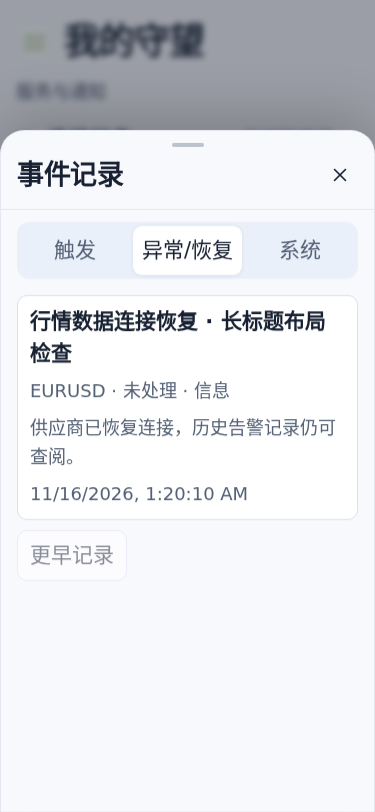 我的守望
服务与通知
事件记录
触发
异常/恢复
系统
行情数据连接恢复 · 长标题布局
检查
EURUSD · 未处理 · 信息
供应商已恢复连接，历史告警记录仍可
查阅。
11/16/2026, 1:20:10 AM
更早记录